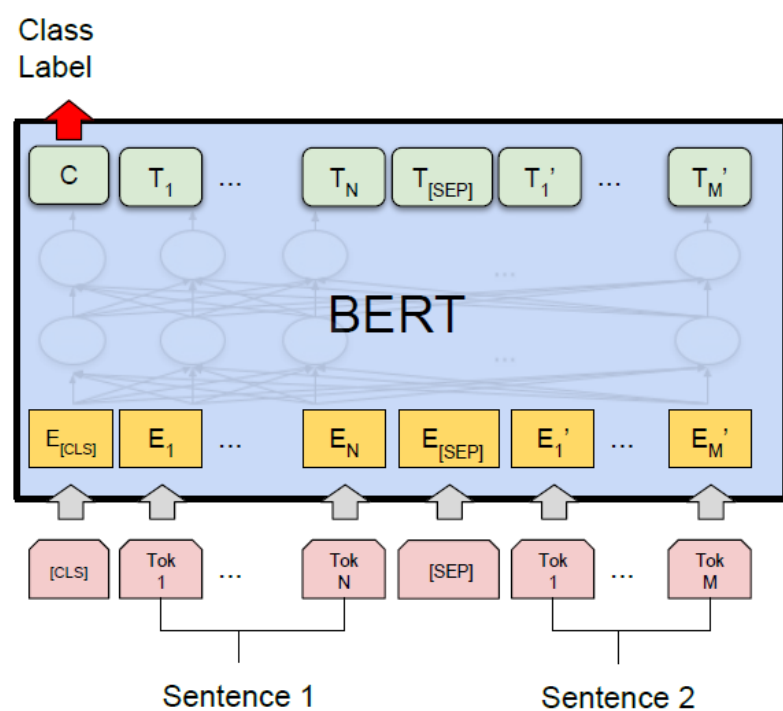 Class
Label
C T1 ... TN T[SEP] T1’ ... TM’
...
BERT
...
E[CLS] E1 ... EN E[SEP] E1’ ... EM’
[CLS] Tok 1 ... Tok N [SEP] Tok 1 ... Tok M
Sentence 1 Sentence 2